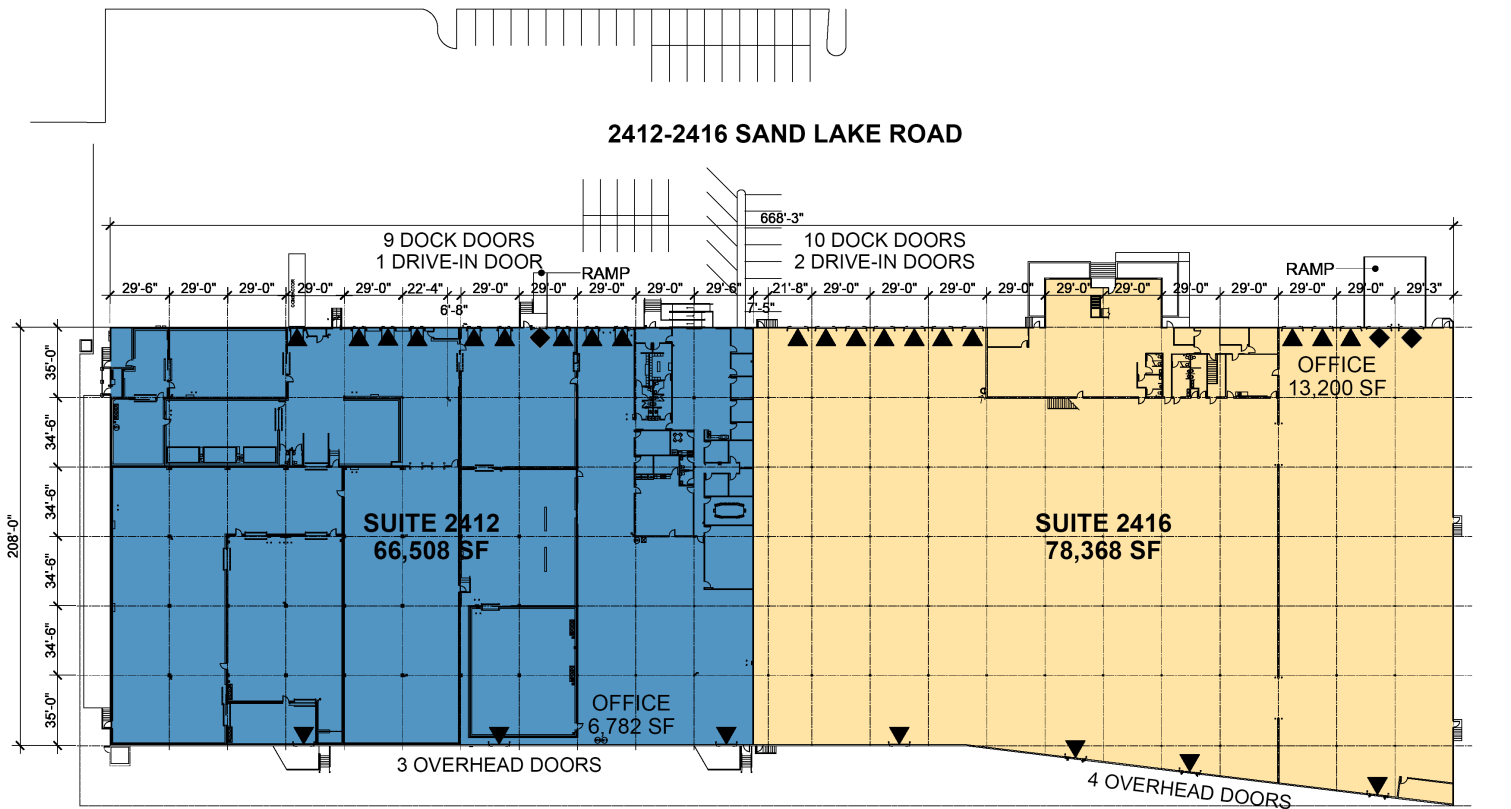 2412-2416 SAND LAKE ROAD
668'-3"
9 DOCK DOORS
1 DRIVE-IN DOOR
RAMP
10 DOCK DOORS
2 DRIVE-IN DOORS
RAMP
COMPACTOR
29'-6" 29'-0" 29'-0" 29'-0" 29'-0" 22'-4" 29'-0" 29'-0" 29'-0" 29'-0" 29'-6" 21'-8" 29'-0" 29'-0" 29'-0" 29'-0" 29'-0" 29'-0" 29'-0" 29'-0" 29'-0" 29'-0" 29'-3"
6'-8" 7'-5"
35'-0"
34'-6"
34'-6"
34'-6"
34'-6"
35'-0"
208'-0"
OFFICE
13,200 SF
SUITE 2412
66,508 SF
SUITE 2416
78,368 SF
OFFICE
6,782 SF
3 OVERHEAD DOORS
4 OVERHEAD DOORS